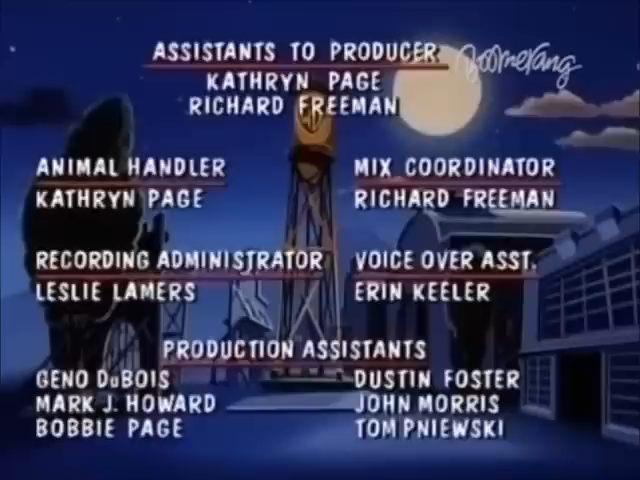 ASSISTANTS TO PRODUCER
Boomerang
KATHRYN PAGE
RICHARD FREEMAN
ANIMAL HANDLER
KATHRYN PAGE
MIX COORDINATOR
RICHARD FREEMAN
RECORDING ADMINISTRATOR
LESLIE LAMERS
VOICE OVER ASST.
ERIN KEELER
PRODUCTION ASSISTANTS
GENO DuBOIS
MARK J. HOWARD
BOBBIE PAGE
DUSTIN FOSTER
JOHN MORRIS
TOM PNIEWSKI